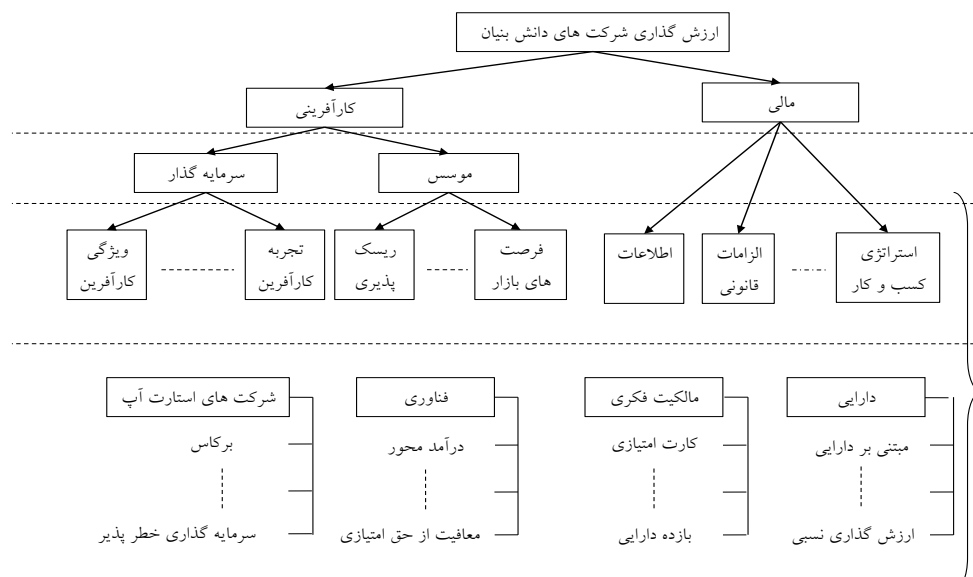 ارزش گذاری شرکت های دانش بنیان
مالی
کارآفرینی
موسس
سرمایه گذار
استراتژی
کسب و کار
الزامات
قانونی
اطلاعات
فرصت
های بازار
ریسک
پذیری
تجربه
کارآفرین
ویژگی
کارآفرین
دارایی
مبتنی بر دارایی
ارزش گذاری نسبی
مالکیت فکری
کارت امتیازی
بازده دارایی
فناوری
درآمد محور
معافیت از حق امتیازی
شرکت های استارت آپ
برکاس
سرمایه گذاری خطر پذیر